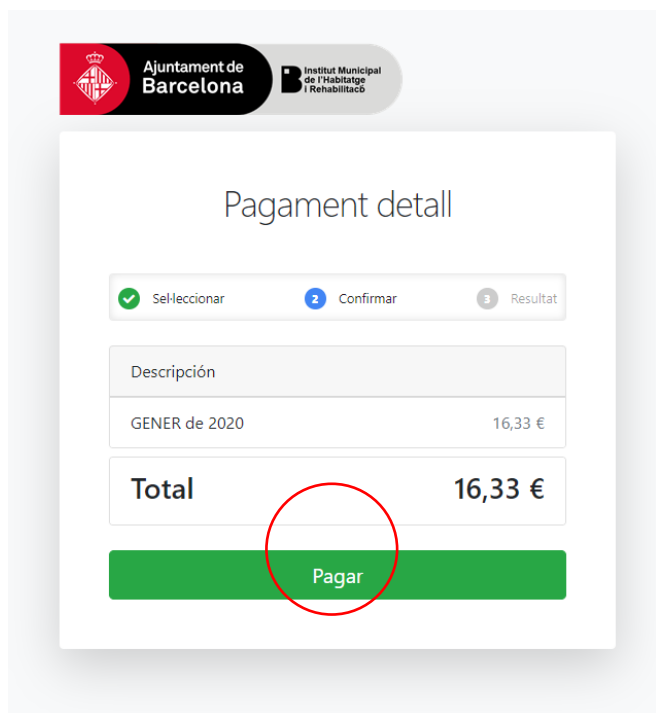 Ajuntament de
Barcelona
Institut Municipal
de l'Habitatge
i Rehabilitacó
Pagament detall
Sel·leccionar
2 Confirmar
3 Resultat
Descripción
GENER de 2020 16,33 €
Total 16,33 €
Pagar